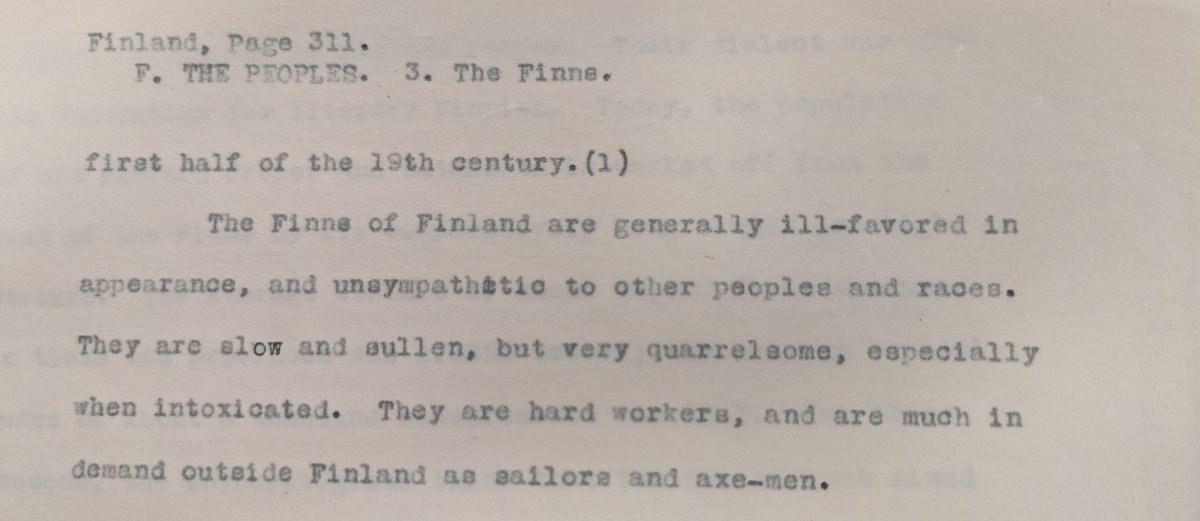 Finland, Page 311.
F. THE PEOPLES. 3. The Finns.
first half of the 19th century.(1)
The Finns of Finland are generally ill-favored in
appearance, and unsympathetic to other peoples and races.
They are slow and sullen, but very quarrelsome, especially
when intoxicated. They are hard workers, and are much in
demand outside Finland as sailors and axe-men.